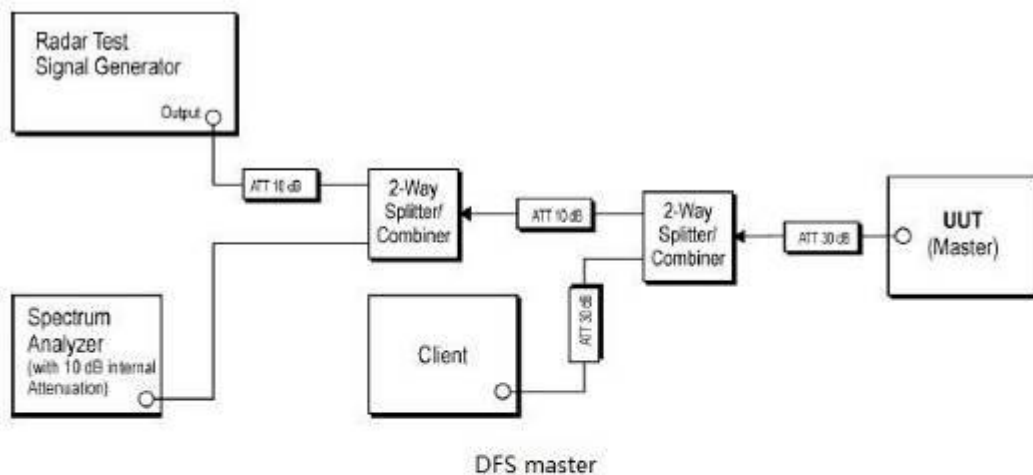 Radar Test
Signal Generator
Output
ATT 10 dB
2-Way
Splitter/
Combiner
ATT 10 dB
2-Way
Splitter/
Combiner
ATT 30 dB
UUT
(Master)
Spectrum
Analyzer
(with 10 dB internal
Attenuation)
Client
ATT 30 dB
DFS master